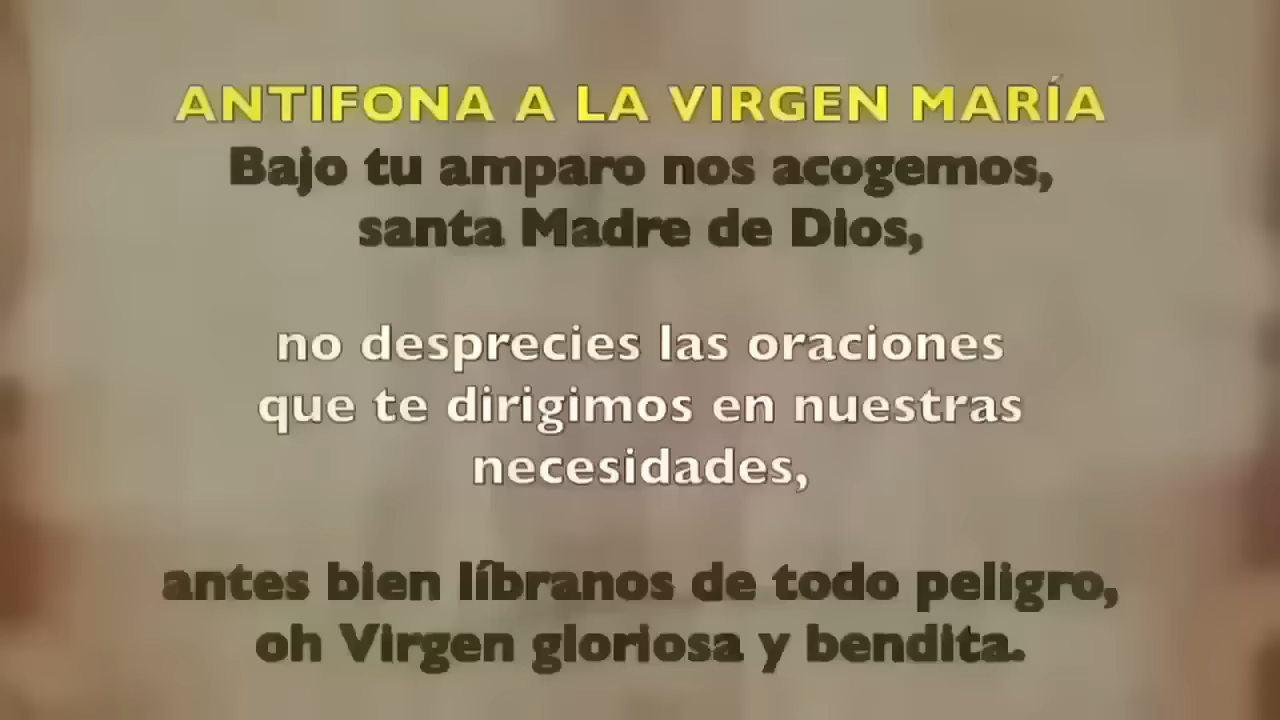 ANTIFONA A LA VIRGEN MARÍA
Bajo tu amparo nos acogemos,
santa Madre de Dios,
no desprecies las oraciones
que te dirigimos en nuestras
necesidades,
antes bien líbranos de todo peligro,
oh Virgen gloriosa y bendita.